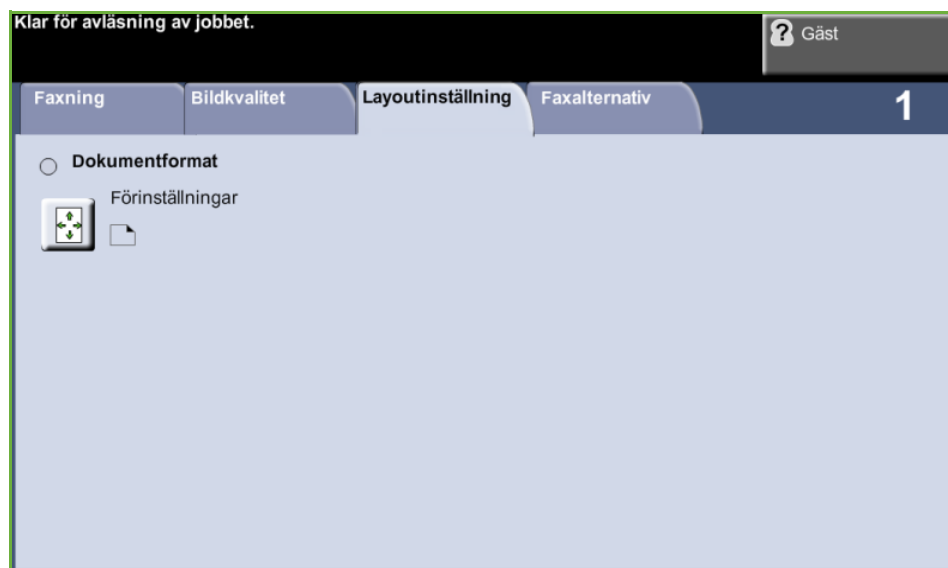 Klar för avläsning av jobbet.
? Gäst
Faxning
Bildkvalitet
Layoutinställning
Faxalternativ
1
Dokumentformat
Förinställningar